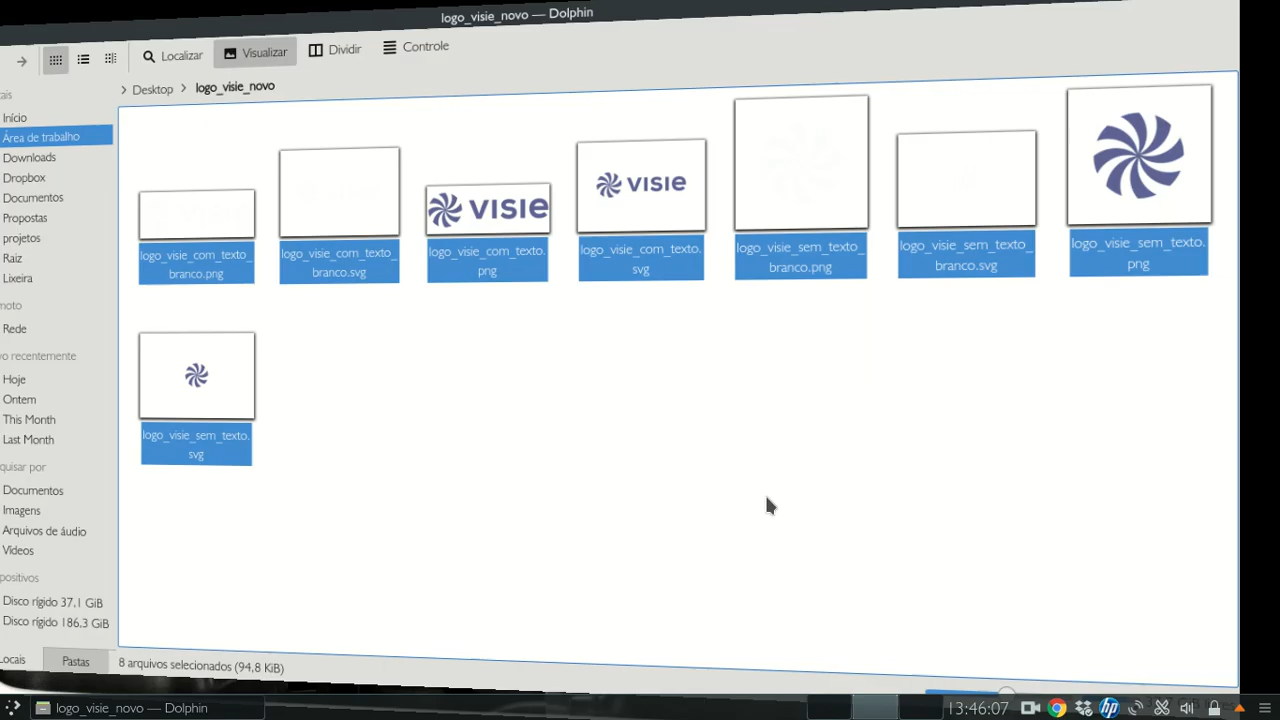 logo_visie_novo — Dolphin
Localizar
Visualizar
Dividir
Controle
Desktop
logo_visie_novo
Início
Área de trabalho
Downloads
Dropbox
Documentos
Propostas
projetos
Raiz
Lixeira
Rede
Hoje
Ontem
This Month
Last Month
Documentos
Imagens
Arquivos de áudio
Vídeos
Disco rígido 37,1 GiB
Disco rígido 186.3 GiB
Locais
Pastas
VISIE
VISIE
logo_visie_com_texto_
branco.png
logo_visie_com_texto_
branco.svg
logo_visie_com_texto.
png
logo_visie_com_texto.
svg
logo_visie_sem_texto_
branco.png
logo_visie_sem_texto_
branco.svg
logo_visie_sem_texto.
png
logo_visie_sem_texto.
svg
8 arquivos selecionados (94,8 KiB)
logo_visie_novo — Dolphin
13:46:07
hp